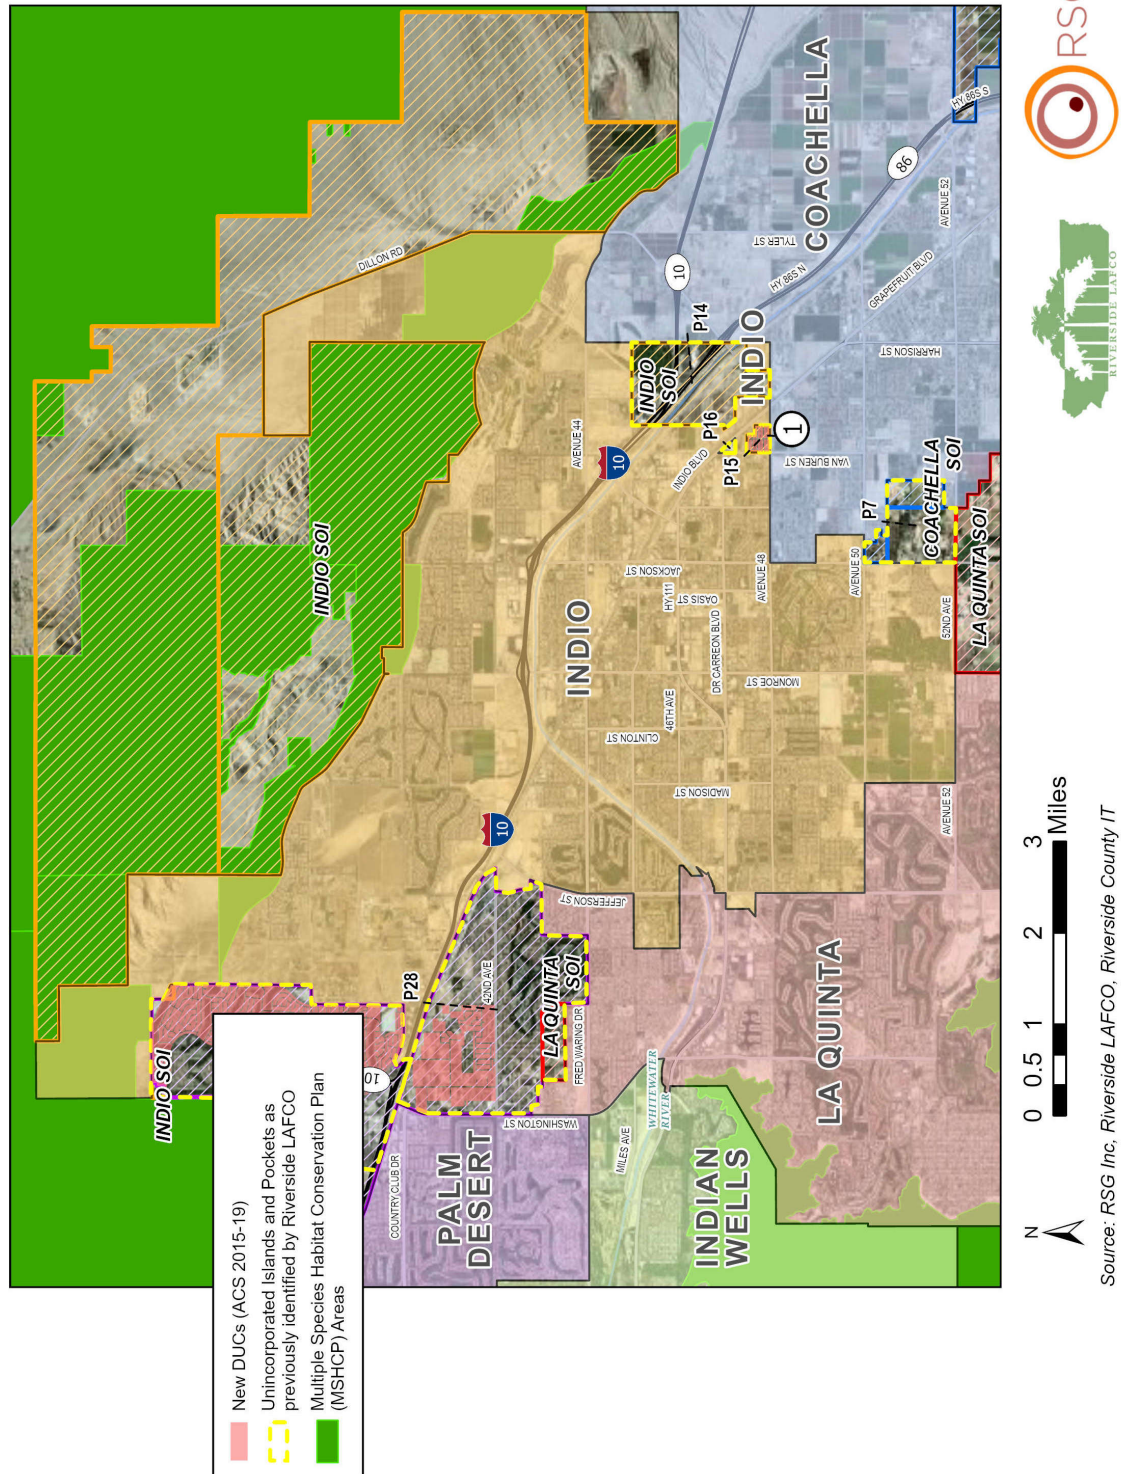 New DUCs (ACS 2015-19)
Unincorporated Islands and Pockets as
previously identified by Riverside LAFCO
Multiple Species Habitat Conservation Plan
(MSHCP) Areas
INDIO SOI
INDIO SOI
DILLON RD
10
P28
COUNTRY CLUB DR
42ND AVE
PALM
DESERT
WASHINGTON ST
LA QUINTA
SOI
FRED WARING DR
JEFFERSON ST
10
INDIO
AVENUE 44
10
INDIO
SOI
10
P14
P16
P15
INDIO BLVD
INDIO
1
MILES AVE
WHITEWATER
RIVER
INDIAN
WELLS
LA QUINTA
CLINTON ST
MADISON ST
46TH AVE
MONROE ST
DR CARREON BLVD
HY 111
OASIS ST
JACKSON ST
AVENUE 48
VAN BUREN ST
TYLER ST
HY 86S N
COACHELLA
86
HY 86S S
GRAPEFRUIT BLVD
HARRISON ST
AVENUE 52
AVENUE 50
P7
COACHELLA
SOI
52ND AVE
LA QUINTA SOI
AVENUE 52
N
0 0.5 1 2 3
Miles
Source: RSG Inc, Riverside LAFCO, Riverside County IT
RIVERSIDE LAFCO
RS